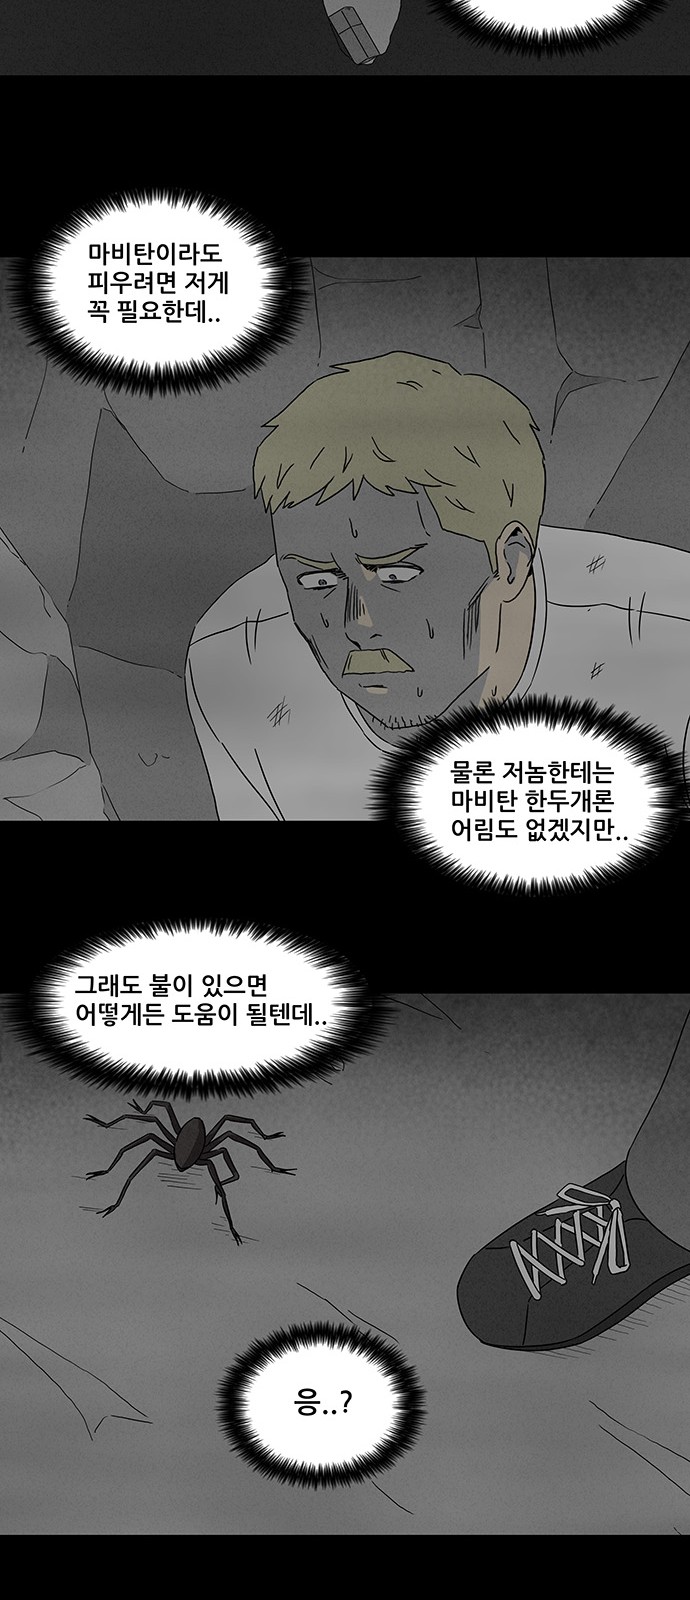 마비탄이라도
피우려면 저게
꼭 필요한데..
물론 저놈한테는
마비탄 한두개론
어림도 없겠지만..
그래도 불이 있으면
어떻게든 도움이 될텐데..
응..?